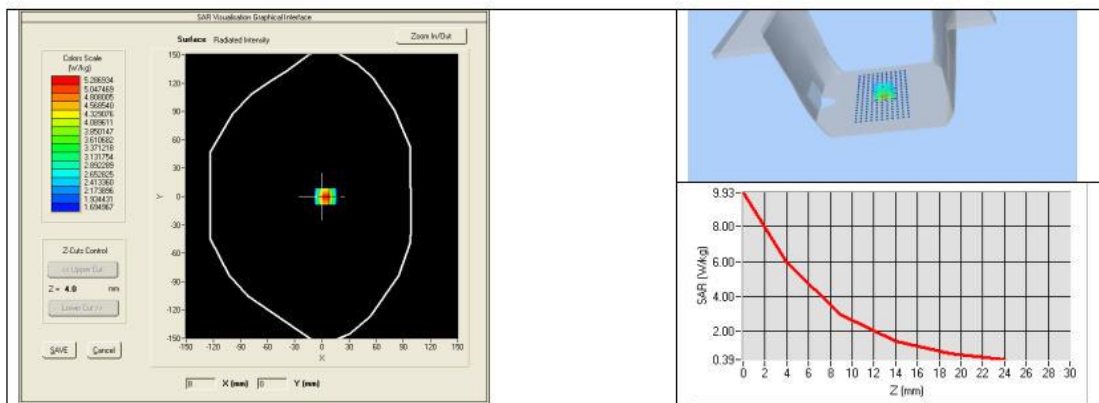 SAR Visualisation Graphical Interface
Surface Radiated Intensity
Zoom In/Out
Colors Scale
(W/kg)
5.286934
5.047469
4.808005
4.568540
4.329076
4.089611
3.850147
3.610682
3.371218
3.131754
2.892289
2.652825
2.413360
2.173896
1.934431
1.694967
Z-Cuts Control
<< Upper Cut
Z = 4.0 mm
Lower Cut >>
SAVE Cancel
150
120
90
60
30
0
-30
-60
-90
-120
-150
Y
-150 -120 -90 -60 -30 0 30 60 90 120 150
X
8 X (mm) 0 Y (mm)
9.93
8.00
6.00
4.00
2.00
0.39
SAR (W/kg)
0 2 4 6 8 10 12 14 16 18 20 22 24 26 28 30
Z (mm)